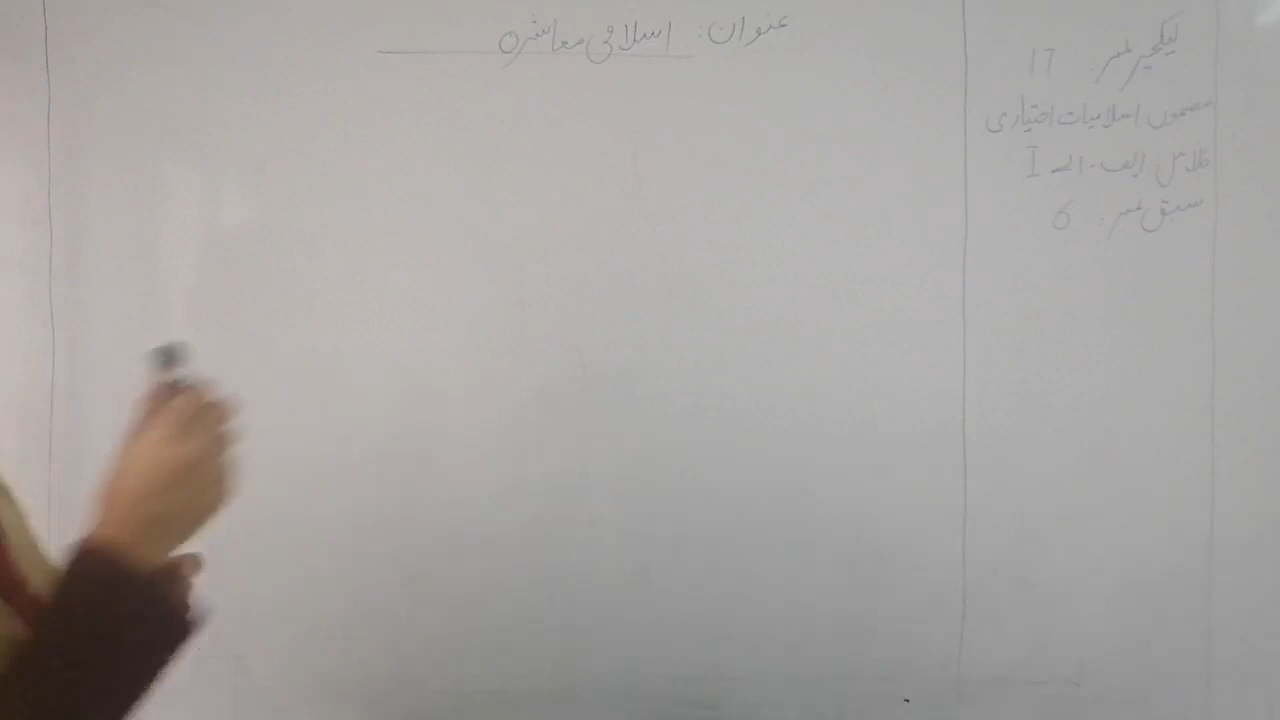 عنوان: اسلامی معاشرہ
لیکچر نمبر: 17
مضمون اسلامیات اختیاری
کلاس ایف۔اے I
سبق نمبر: 6